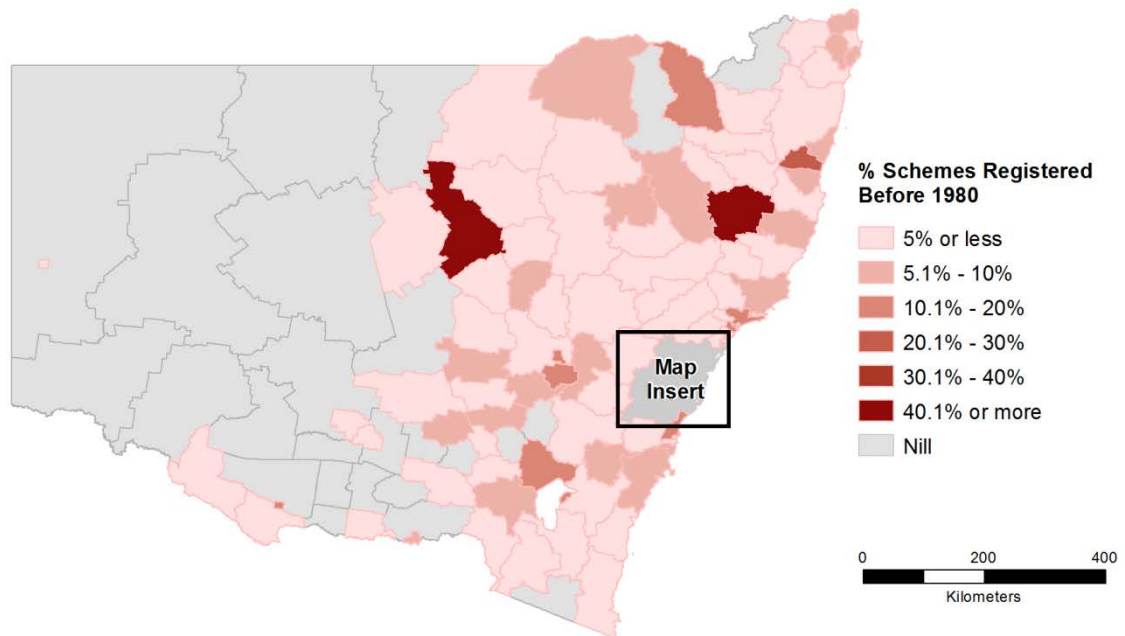 % Schemes Registered
Before 1980
5% or less
5.1% - 10%
10.1% - 20%
20.1% - 30%
30.1% - 40%
40.1% or more
Nill
Map
Insert
0 200 400
Kilometers